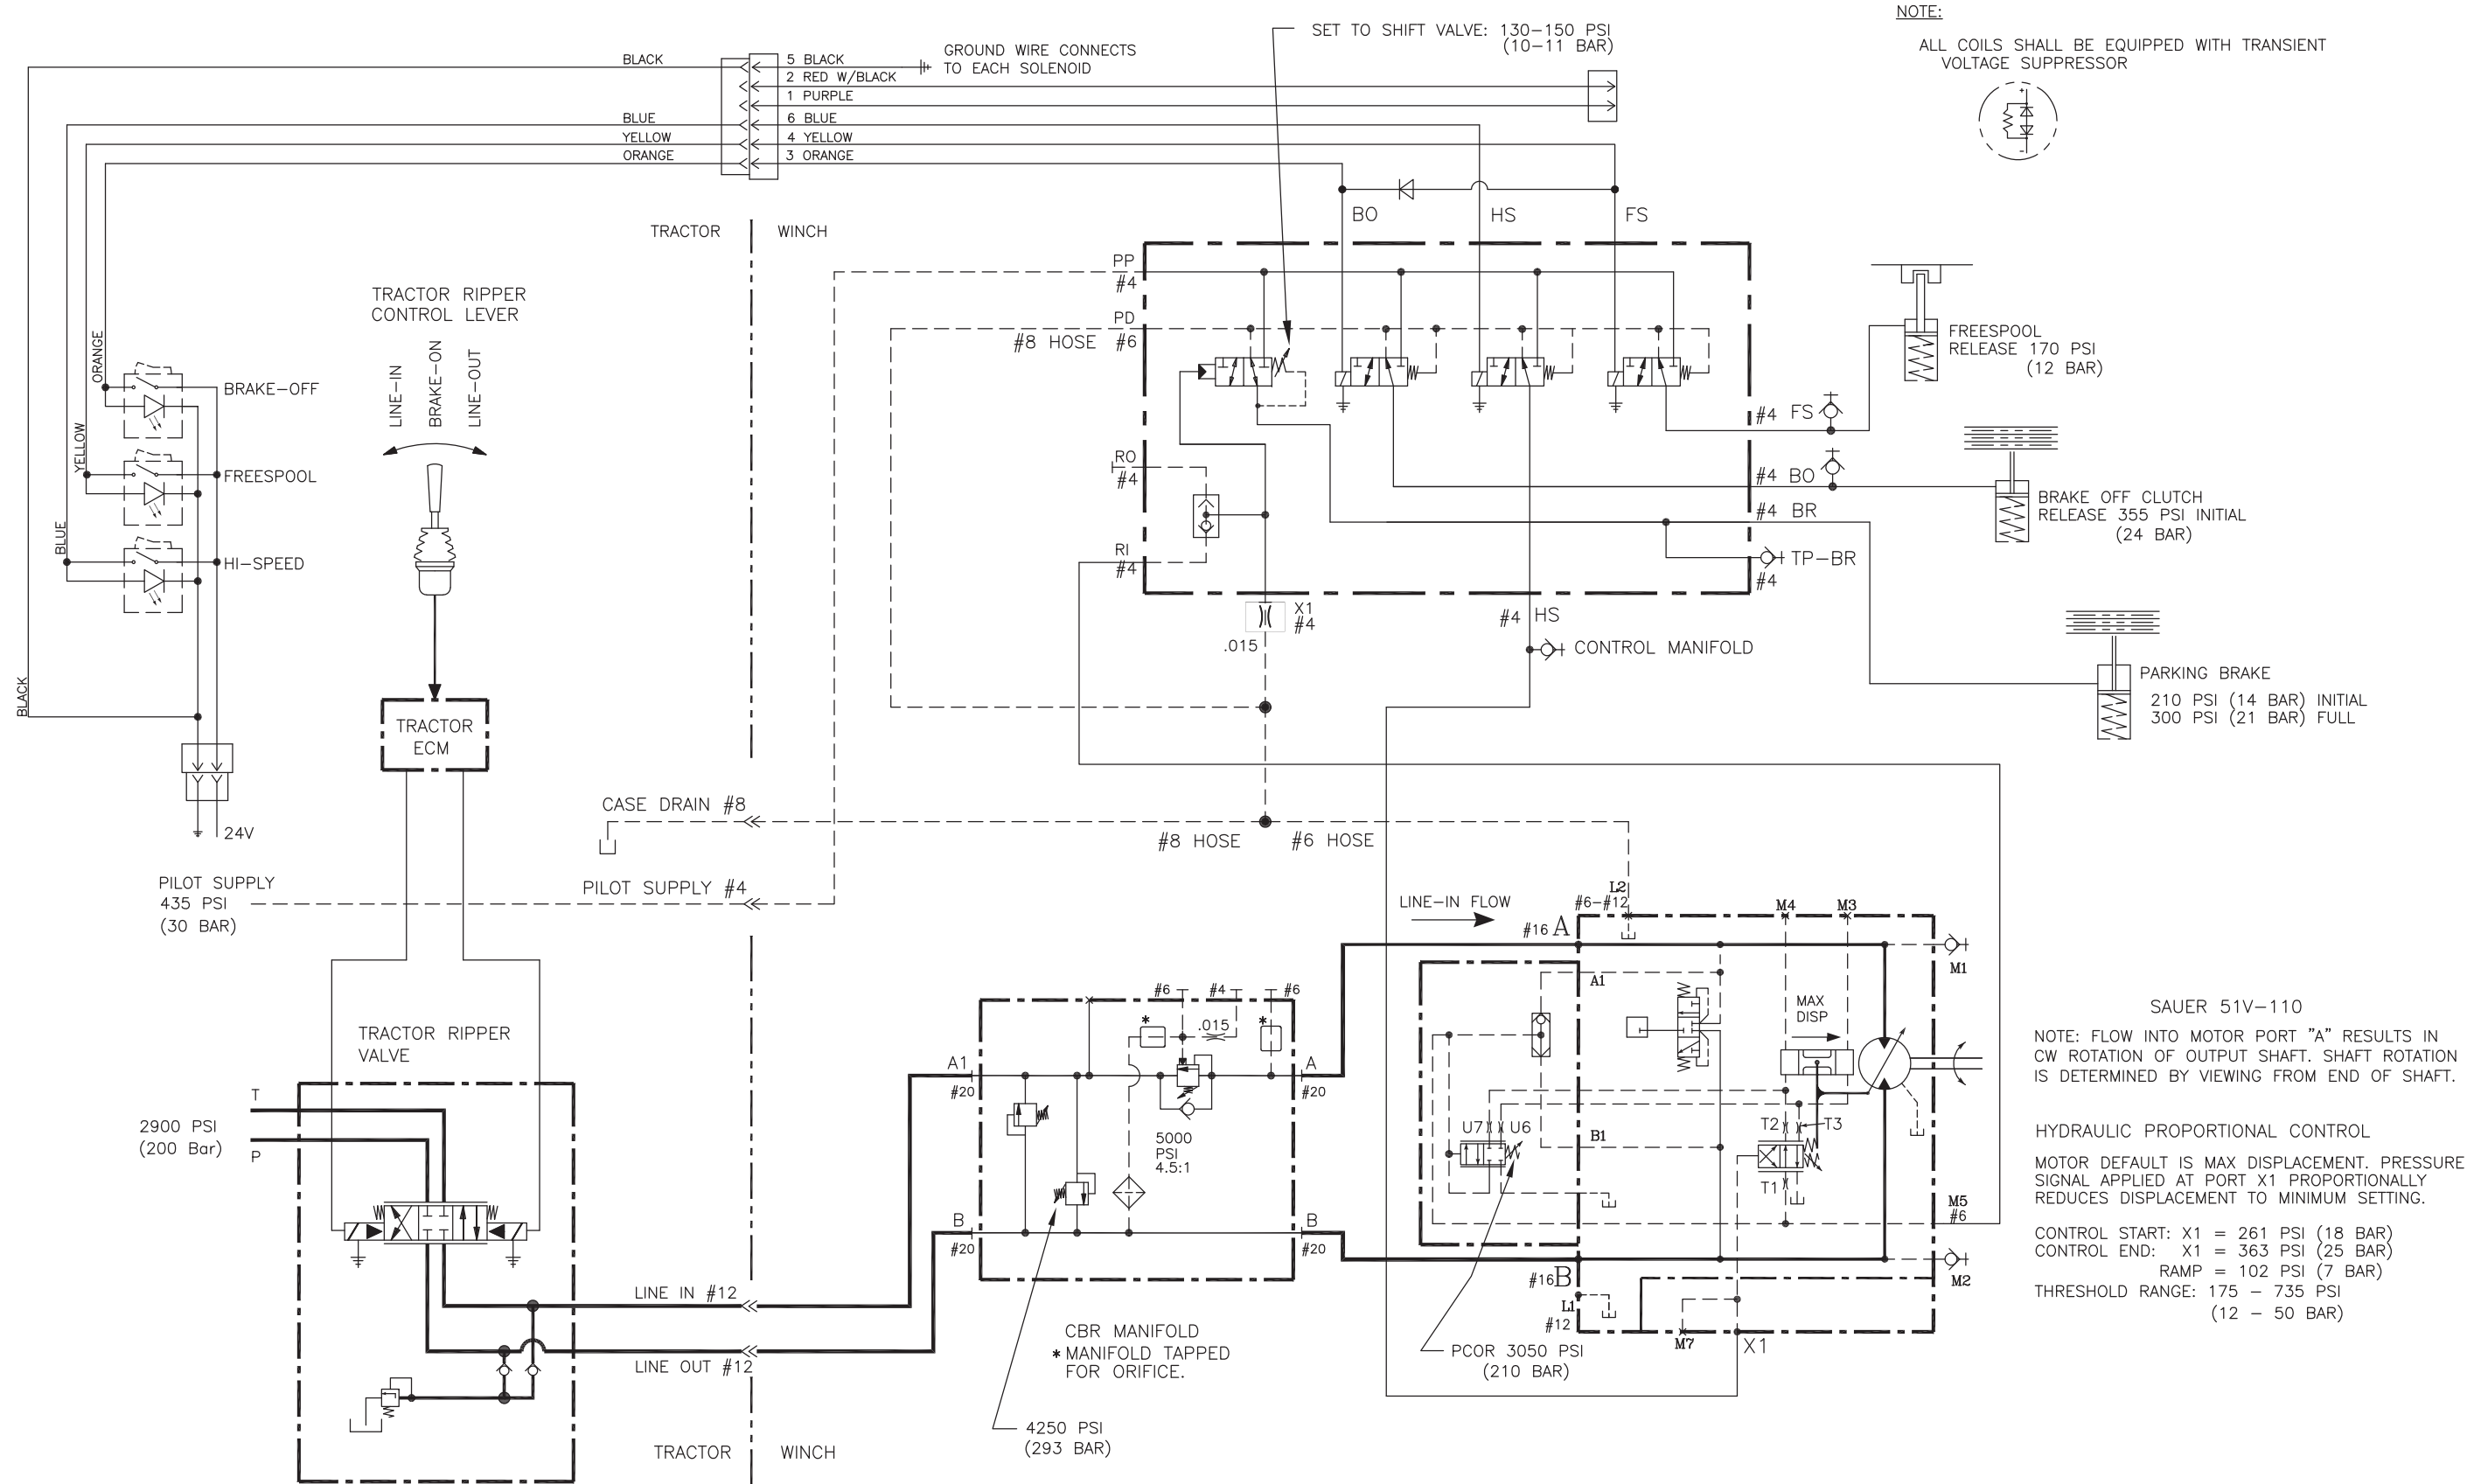 NOTE:
ALL COILS SHALL BE EQUIPPED WITH TRANSIENT
VOLTAGE SUPPRESSOR
+
-
SET TO SHIFT VALVE: 130-150 PSI
(10-11 BAR)
GROUND WIRE CONNECTS
TO EACH SOLENOID
BLACK
5 BLACK
2 RED W/BLACK
1 PURPLE
BLUE
6 BLUE
YELLOW
4 YELLOW
ORANGE
3 ORANGE
BO
HS
FS
TRACTOR
WINCH
PP
#4
PD
#8 HOSE #6
TRACTOR RIPPER
CONTROL LEVER
LINE-IN
BRAKE-ON
LINE-OUT
ORANGE
YELLOW
BLUE
BLACK
BRAKE-OFF
FREESPOOL
HI-SPEED
24V
TRACTOR
ECM
FREESPOOL
RELEASE 170 PSI
(12 BAR)
#4 FS
#4 BO
BRAKE OFF CLUTCH
RELEASE 355 PSI INITIAL
(24 BAR)
#4 BR
TP-BR
#4
RO
#4
RI
#4
X1
#4
.015
#4 HS
CONTROL MANIFOLD
PARKING BRAKE
210 PSI (14 BAR) INITIAL
300 PSI (21 BAR) FULL
CASE DRAIN #8
#8 HOSE
#6 HOSE
PILOT SUPPLY
435 PSI
(30 BAR)
PILOT SUPPLY #4
LINE-IN FLOW
L2
#6-#12
#16 A
M4
M3
M1
A1
MAX
DISP
B1
U7
U6
T2
T3
T1
M5
#6
M2
#16 B
L1
#12
M7
X1
PCOR 3050 PSI
(210 BAR)
SAUER 51V-110
NOTE: FLOW INTO MOTOR PORT "A" RESULTS IN
CW ROTATION OF OUTPUT SHAFT. SHAFT ROTATION
IS DETERMINED BY VIEWING FROM END OF SHAFT.
HYDRAULIC PROPORTIONAL CONTROL
MOTOR DEFAULT IS MAX DISPLACEMENT. PRESSURE
SIGNAL APPLIED AT PORT X1 PROPORTIONALLY
REDUCES DISPLACEMENT TO MINIMUM SETTING.
CONTROL START: X1 = 261 PSI (18 BAR)
CONTROL END: X1 = 363 PSI (25 BAR)
RAMP = 102 PSI (7 BAR)
THRESHOLD RANGE: 175 - 735 PSI
(12 - 50 BAR)
TRACTOR RIPPER
VALVE
T
2900 PSI
(200 Bar)
P
LINE IN #12
LINE OUT #12
#6
#4
#6
*
.015
*
A1
#20
A
#20
5000
PSI
4.5:1
B
#20
B
#20
CBR MANIFOLD
* MANIFOLD TAPPED
FOR ORIFICE.
4250 PSI
(293 BAR)
TRACTOR
WINCH